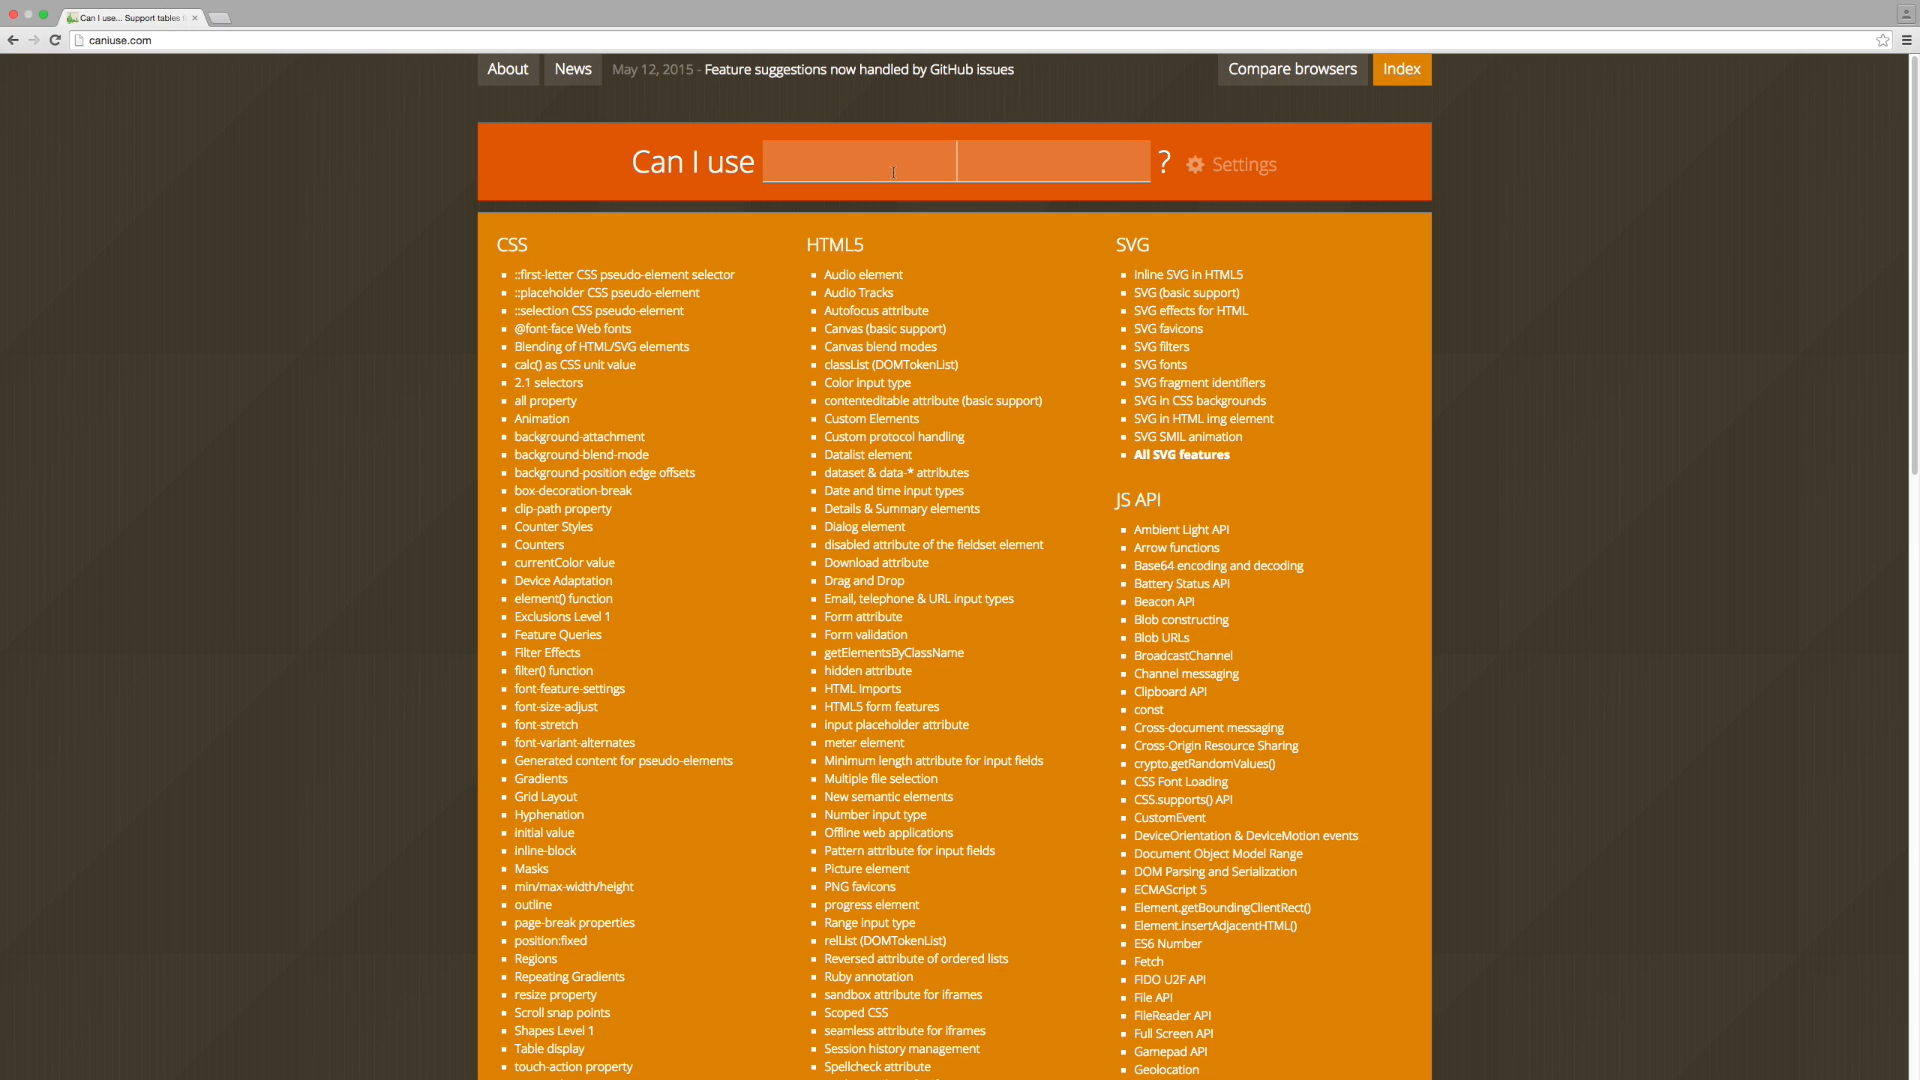 Can I use... Support tables
caniuse.com
About
News
May 12, 2015 - Feature suggestions now handled by GitHub issues
Compare browsers
Index
Can I use
?
Settings
CSS
::first-letter CSS pseudo-element selector
::placeholder CSS pseudo-element
::selection CSS pseudo-element
@font-face Web fonts
Blending of HTML/SVG elements
calc() as CSS unit value
2.1 selectors
all property
Animation
background-attachment
background-blend-mode
background-position edge offsets
box-decoration-break
clip-path property
Counter Styles
Counters
currentColor value
Device Adaptation
element() function
Exclusions Level 1
Feature Queries
Filter Effects
filter() function
font-feature-settings
font-size-adjust
font-stretch
font-variant-alternates
Generated content for pseudo-elements
Gradients
Grid Layout
Hyphenation
initial value
inline-block
Masks
min/max-width/height
outline
page-break properties
position:fixed
Regions
Repeating Gradients
resize property
Scroll snap points
Shapes Level 1
Table display
touch-action property
HTML5
Audio element
Audio Tracks
Autofocus attribute
Canvas (basic support)
Canvas blend modes
classList (DOMTokenList)
Color input type
contenteditable attribute (basic support)
Custom Elements
Custom protocol handling
Datalist element
dataset & data-* attributes
Date and time input types
Details & Summary elements
Dialog element
disabled attribute of the fieldset element
Download attribute
Drag and Drop
Email, telephone & URL input types
Form attribute
Form validation
getElementsByClassName
hidden attribute
HTML Imports
HTML5 form features
input placeholder attribute
meter element
Minimum length attribute for input fields
Multiple file selection
New semantic elements
Number input type
Offline web applications
Pattern attribute for input fields
Picture element
PNG favicons
progress element
Range input type
relList (DOMTokenList)
Reversed attribute of ordered lists
Ruby annotation
sandbox attribute for iframes
Scoped CSS
seamless attribute for iframes
Session history management
Spellcheck attribute
SVG
Inline SVG in HTML5
SVG (basic support)
SVG effects for HTML
SVG favicons
SVG filters
SVG fonts
SVG fragment identifiers
SVG in CSS backgrounds
SVG in HTML img element
SVG SMIL animation
All SVG features
JS API
Ambient Light API
Arrow functions
Base64 encoding and decoding
Battery Status API
Beacon API
Blob constructing
Blob URLs
BroadcastChannel
Channel messaging
Clipboard API
const
Cross-document messaging
Cross-Origin Resource Sharing
crypto.getRandomValues()
CSS Font Loading
CSS.supports() API
CustomEvent
DeviceOrientation & DeviceMotion events
Document Object Model Range
DOM Parsing and Serialization
ECMAScript 5
Element.getBoundingClientRect()
Element.insertAdjacentHTML()
ES6 Number
Fetch
FIDO U2F API
File API
FileReader API
Full Screen API
Gamepad API
Geolocation